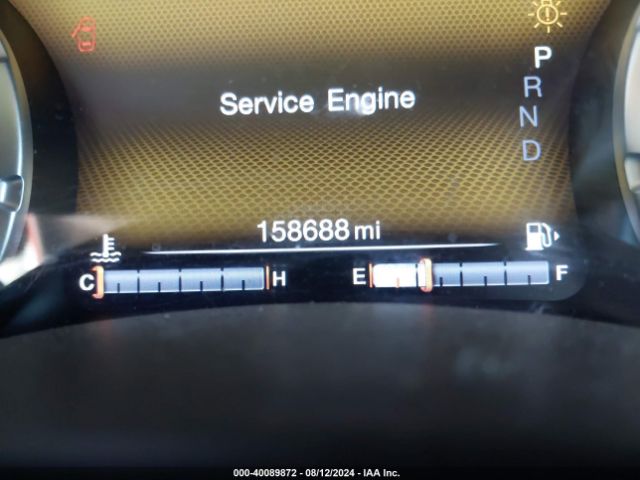 P
R
Service Engine
N
D
158688 mi
C H E F
000-40089872 - 08/12/2024 - IAA Inc.